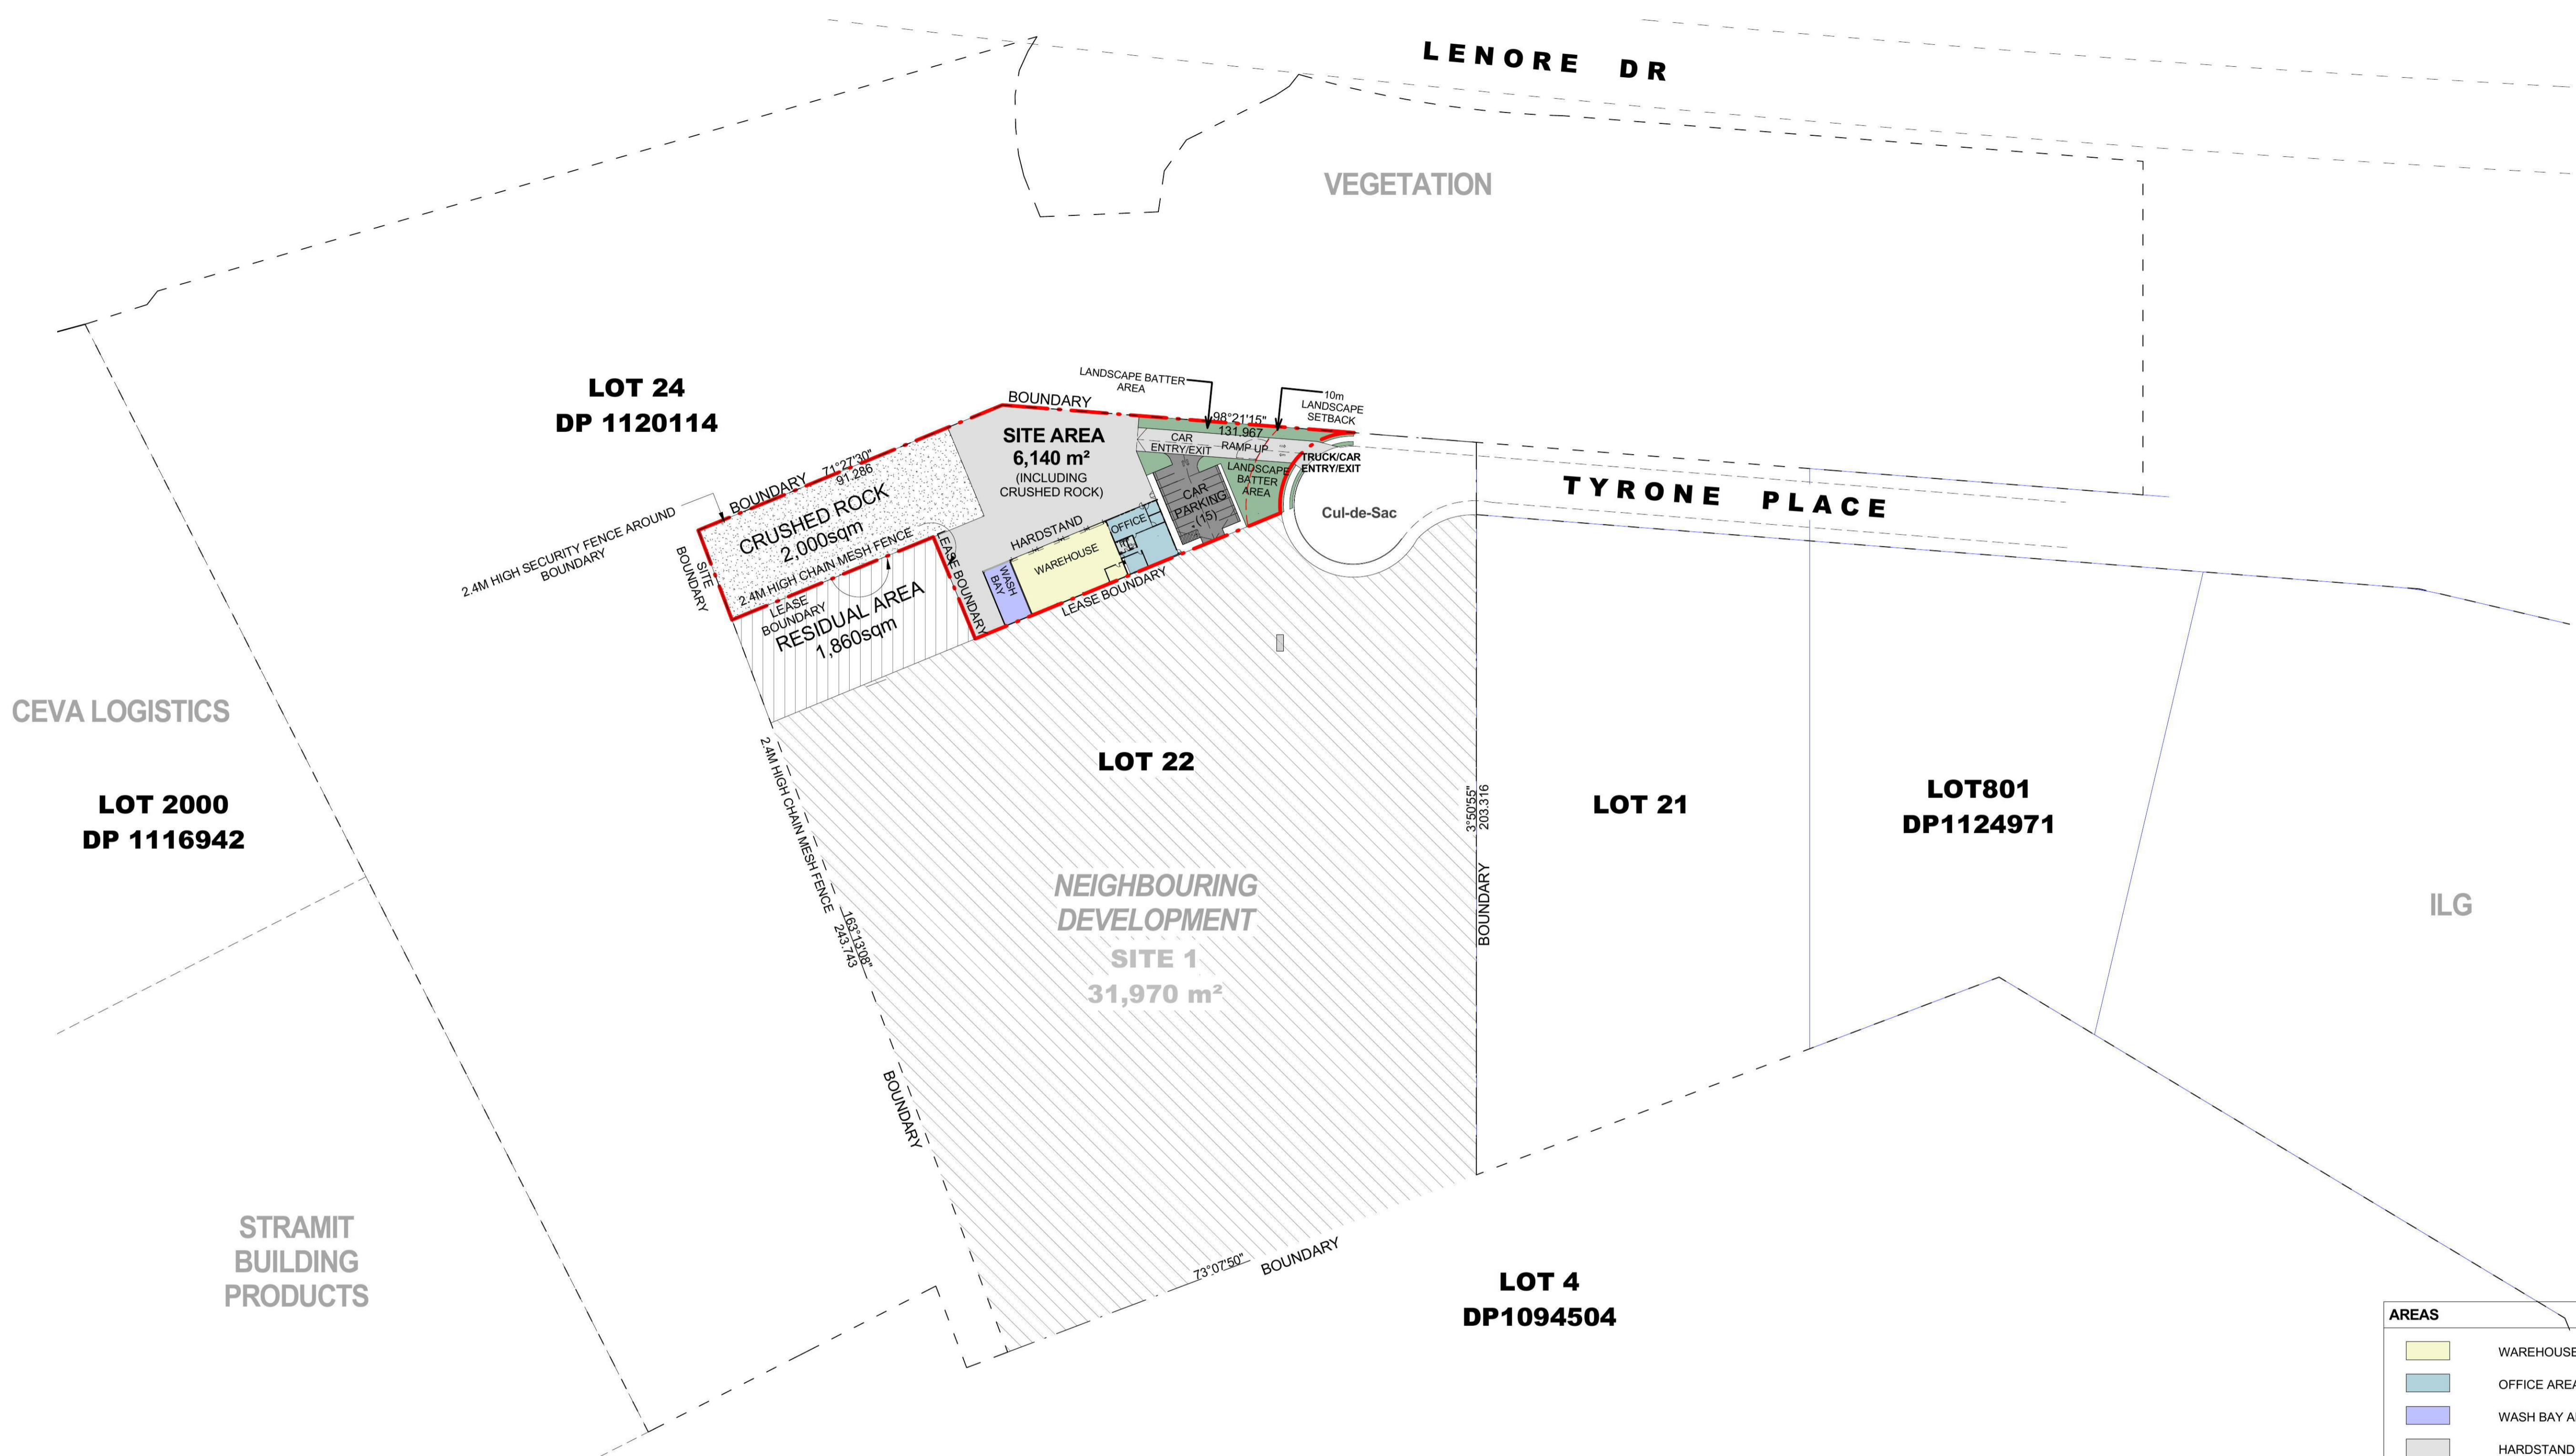 LENORE DR
VEGETATION
LOT 24
DP 1120114
LANDSCAPE BATTER
AREA
10m
LANDSCAPE
SETBACK
BOUNDARY
98°21'15"
131.967
SITE AREA
6,140 m²
(INCLUDING
CRUSHED ROCK)
CAR
ENTRY/EXIT
RAMP UP
TRUCK/CAR
ENTRY/EXIT
LANDSCAPE
BATTER
AREA
CAR
PARKING
(15)
BOUNDARY
71°27'30"
91.286
CRUSHED ROCK
2,000sqm
2.4M HIGH SECURITY FENCE AROUND
BOUNDARY
SITE
BOUNDARY
2.4M HIGH CHAIN MESH FENCE
LEASE
BOUNDARY
RESIDUAL AREA
1,860sqm
LEASE BOUNDARY
HARDSTAND
WAREHOUSE
OFFICE
WASH
BAY
LEASE BOUNDARY
Cul-de-Sac
TYRONE PLACE
CEVA LOGISTICS
LOT 2000
DP 1116942
2.4M HIGH CHAIN MESH FENCE
163°13'08"
243.743
BOUNDARY
LOT 22
NEIGHBOURING
DEVELOPMENT
SITE 1
31,970 m²
3°50'55"
203.316
BOUNDARY
LOT 21
LOT801
DP1124971
ILG
STRAMIT
BUILDING
PRODUCTS
73°07'50"
BOUNDARY
LOT 4
DP1094504
AREAS
WAREHOUSE
OFFICE AREA
WASH BAY
HARDSTAND